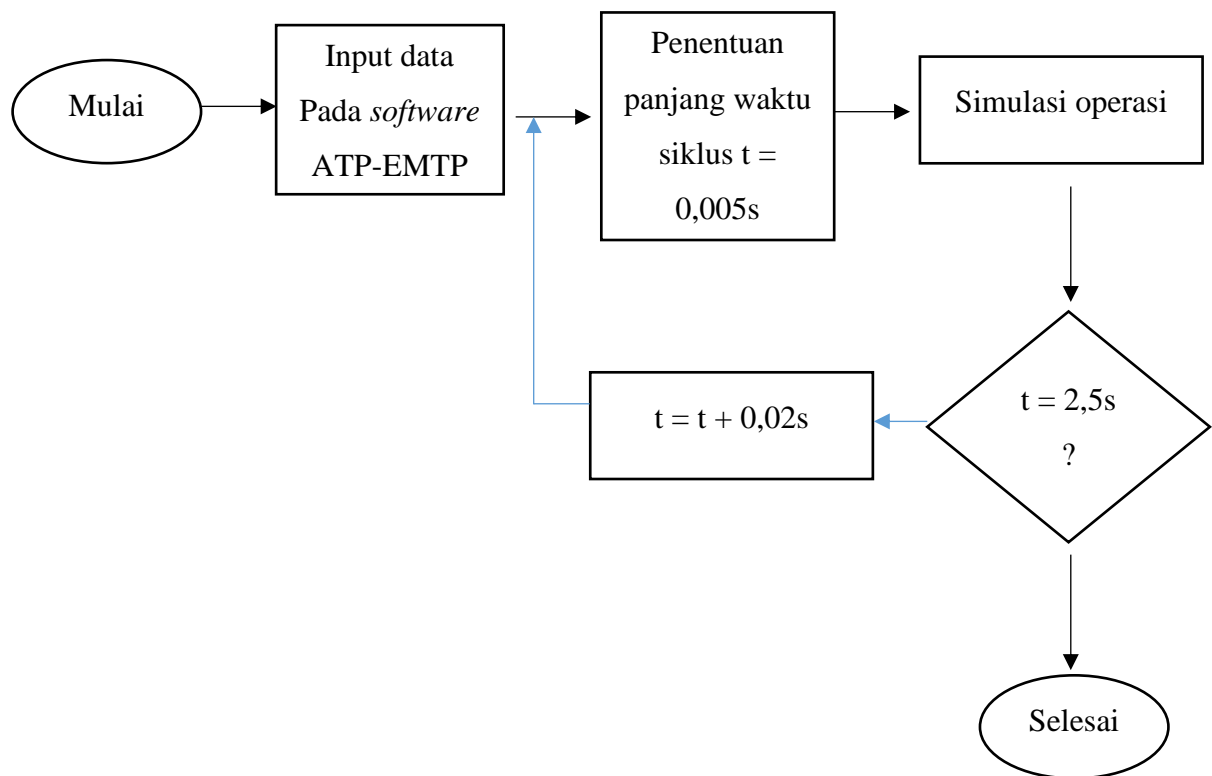 Mulai
Input data
Pada software
ATP-EMTP
Penentuan
panjang waktu
siklus t =
0,005s
Simulasi operasi
t = 2,5s
?
t = t + 0,02s
Selesai